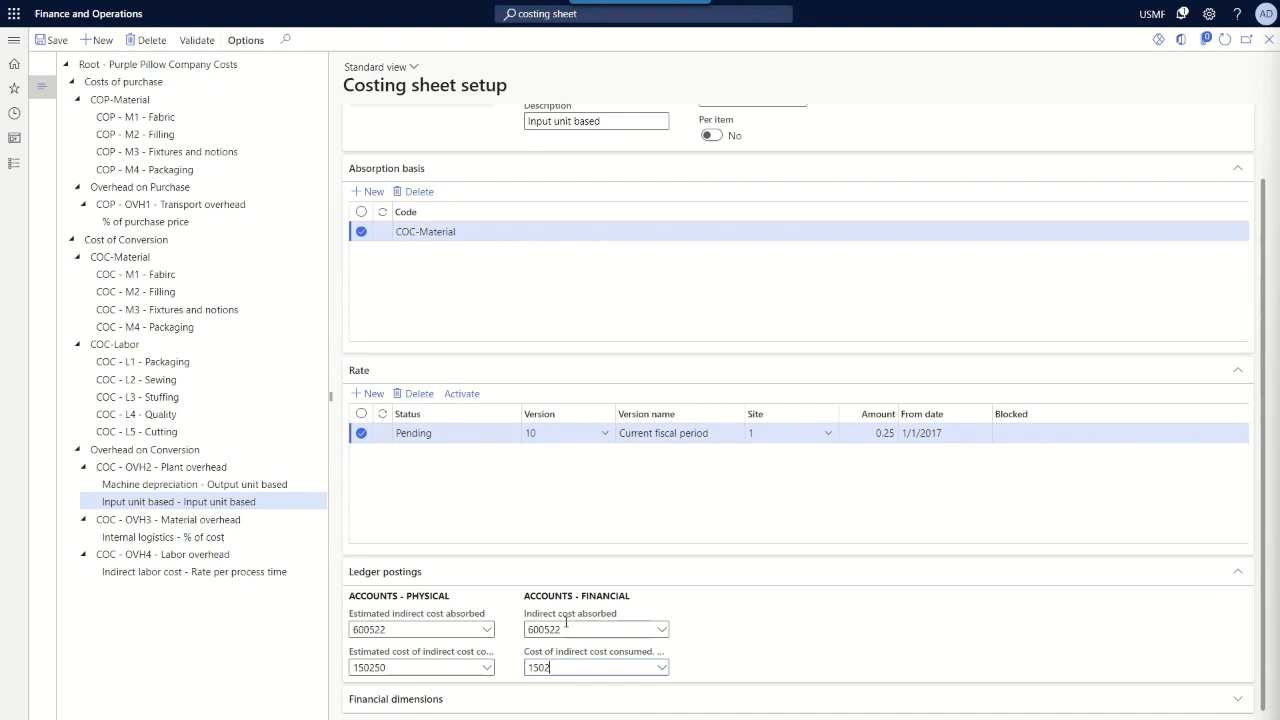 Finance and Operations
costing sheet
USMF
AD
Save
New
Delete
Validate
Options
0
Root - Purple Pillow Company Costs
Costs of purchase
COP-Material
COP - M1 - Fabric
COP - M2 - Filling
COP - M3 - Fixtures and notions
COP - M4 - Packaging
Overhead on Purchase
COP - OVH1 - Transport overhead
% of purchase price
Cost of Conversion
COC-Material
COC - M1 - Fabirc
COC - M2 - Filling
COC - M3 - Fixtures and notions
COC - M4 - Packaging
COC-Labor
COC - L1 - Packaging
COC - L2 - Sewing
COC - L3 - Stuffing
COC - L4 - Quality
COC - L5 - Cutting
Overhead on Conversion
COC - OVH2 - Plant overhead
Machine depreciation - Output unit based
Input unit based - Input unit based
COC - OVH3 - Material overhead
Internal logistics - % of cost
COC - OVH4 - Labor overhead
Indirect labor cost - Rate per process time
Standard view
Costing sheet setup
Description
Input unit based
Per item
No
Absorption basis
New Delete
Code
COC-Material
Rate
New Delete Activate
Status Version Version name Site Amount From date Blocked
Pending 10 Current fiscal period 1 0.25 1/1/2017
Ledger postings
ACCOUNTS - PHYSICAL
Estimated indirect cost absorbed
600522
Estimated cost of indirect cost co...
150250
ACCOUNTS - FINANCIAL
Indirect cost absorbed
600522
Cost of indirect cost consumed, ...
1502
Financial dimensions